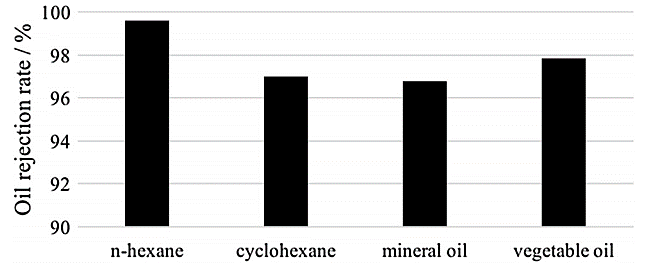 Oil rejection rate / %
100
98
96
94
92
90
n-hexane
cyclohexane
mineral oil
vegetable oil